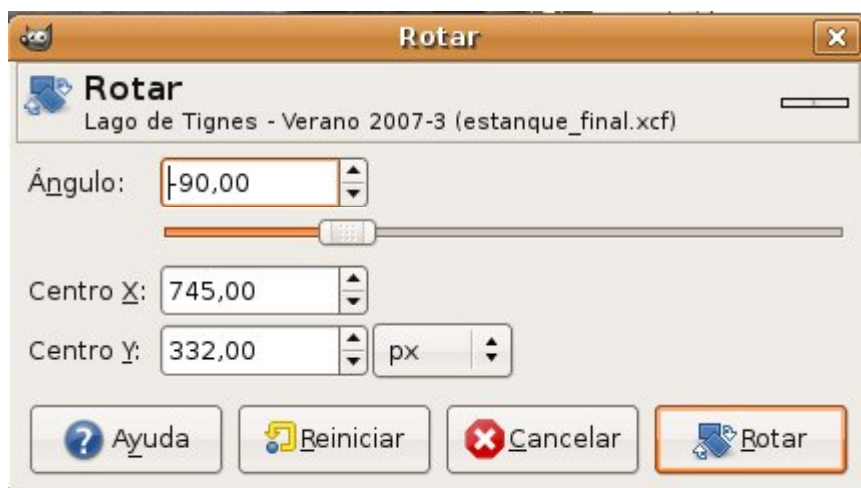 Rotar
Rotar
Lago de Tignes - Verano 2007-3 (estanque_final.xcf)
Ángulo: -90,00
Centro X: 745,00
Centro Y: 332,00 px
Ayuda Reiniciar Cancelar Rotar